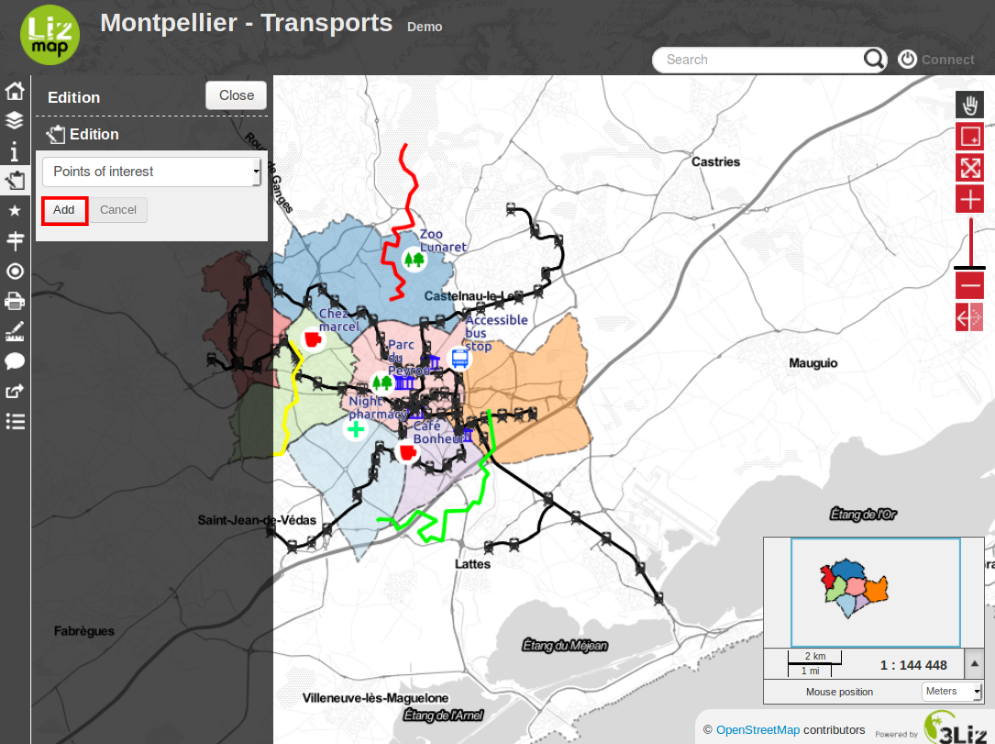 Liz
map
Montpellier - Transports Demo
Search
Connect
Edition
Close
Edition
Points of interest
Add
Cancel
Castries
Zoo
Lunaret
Castelnau-le-Lez
Chez
marcel
Accessible
bus
stop
Parc
du
Peyrou
Mauguio
Night
pharmacy
Café
Bonheur
Étang de l'Or
Saint-Jean-de-Védas
Lattes
Fabrègues
Étang du Méjean
Villeneuve-lès-Maguelone
Étang de l'Arnel
2 km
1 mi
1 : 144 448
Mouse position
Meters
© OpenStreetMap contributors
Powered by 3Liz